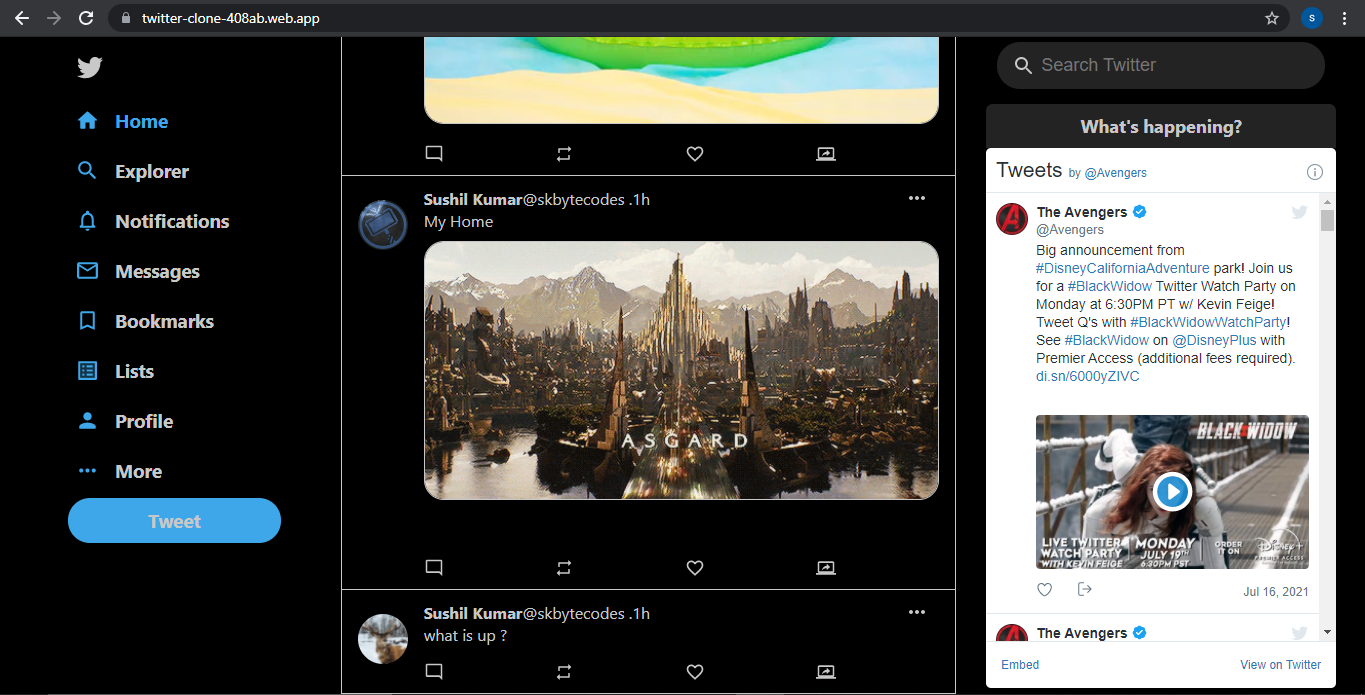 twitter-clone-408ab.web.app
S
Home
Explorer
Notifications
Messages
Bookmarks
Lists
Profile
More
Tweet
Sushil Kumar@skbytecodes .1h
My Home
ASGARD
Sushil Kumar@skbytecodes .1h
what is up ?
Search Twitter
What's happening?
Tweets by @Avengers
The Avengers
@Avengers
Big announcement from
#DisneyCaliforniaAdventure park! Join us
for a #BlackWidow Twitter Watch Party on
Monday at 6:30PM PT w/ Kevin Feige!
Tweet Q's with #BlackWidowWatchParty!
See #BlackWidow on @DisneyPlus with
Premier Access (additional fees required).
di.sn/6000yZIVC
BLACK WIDOW
LIVE TWITTER
WATCH PARTY
WITH KEVIN FEIGE
MONDAY
JULY 19TH
6:30PM PST
ORDER
IT ON
Disney+
PREMIER ACCESS
Jul 16, 2021
The Avengers
Embed
View on Twitter